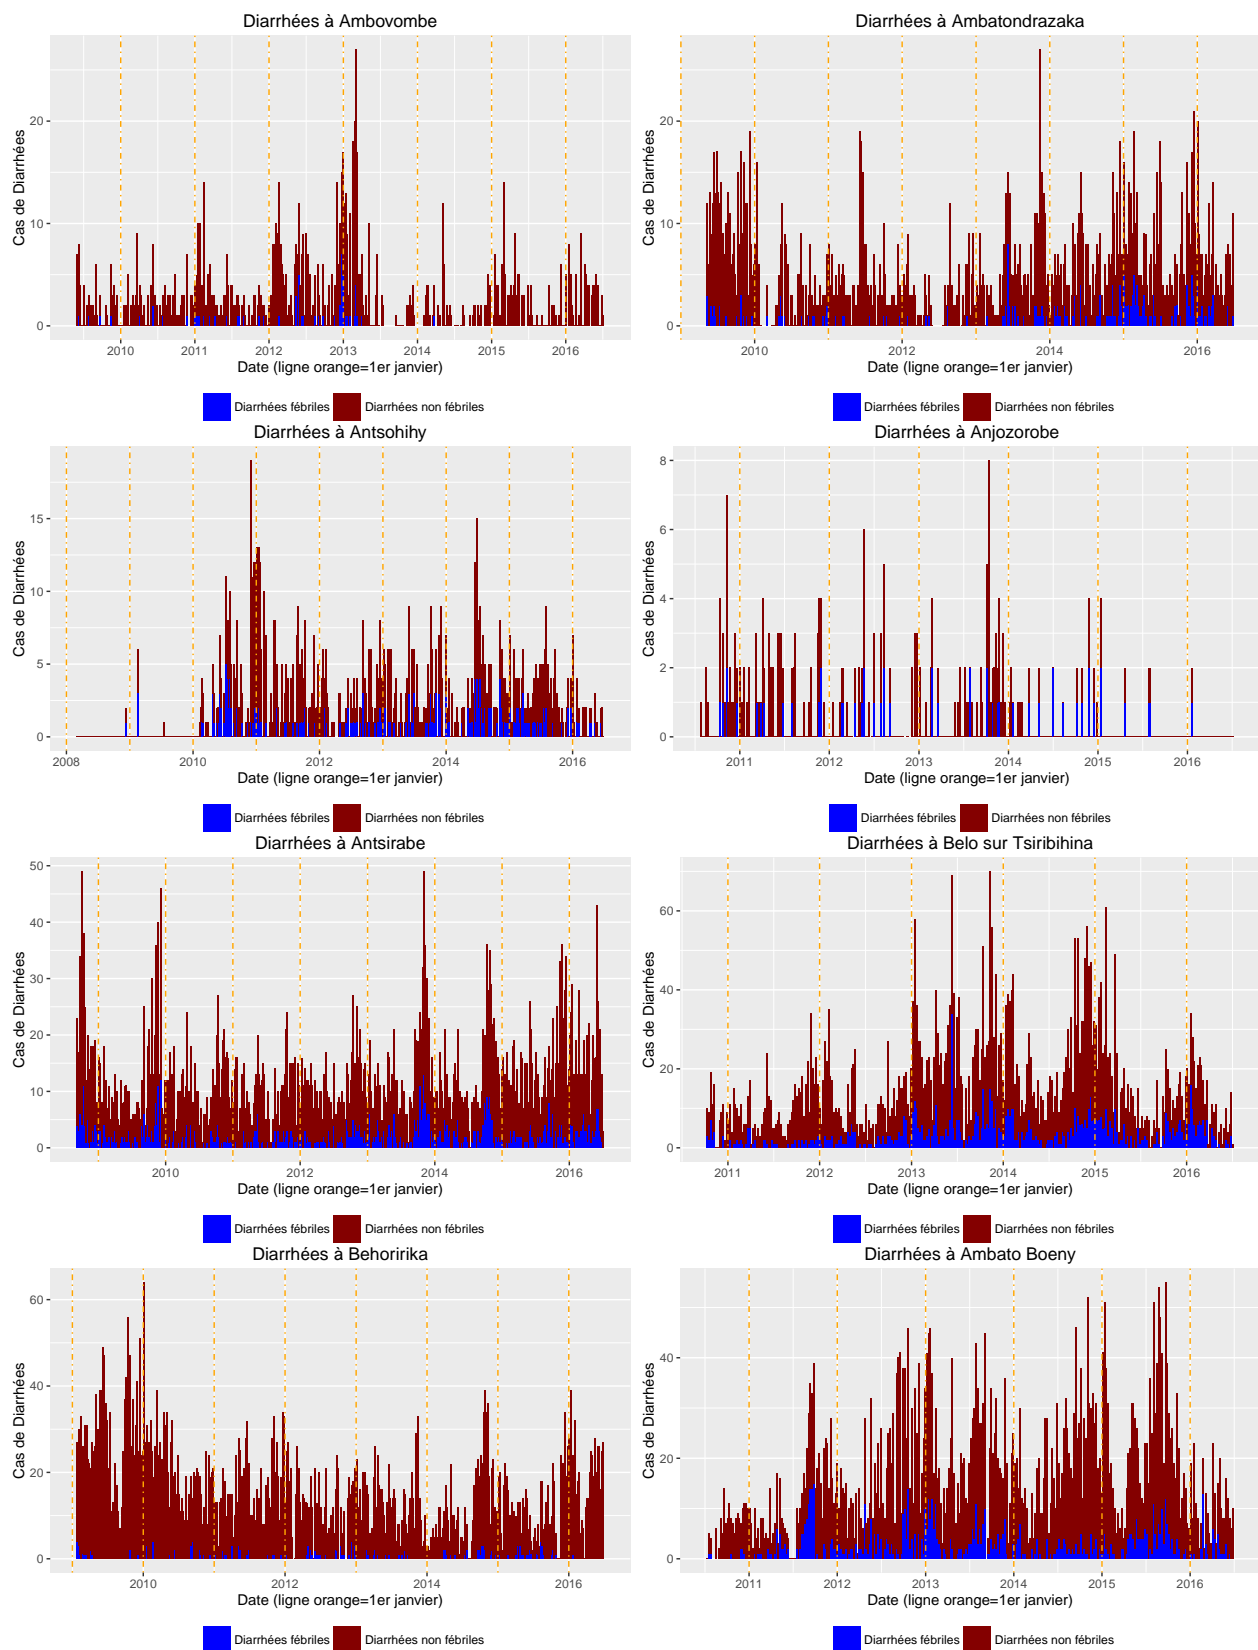 Diarrhées à Ambovombe
Cas de Diarrhées
20
10
0
2010 2011 2012 2013 2014 2015 2016
Date (ligne orange=1er janvier)
Diarrhées fébriles Diarrhées non fébriles
Diarrhées à Ambatondrazaka
Cas de Diarrhées
20
10
0
2010 2012 2014 2016
Date (ligne orange=1er janvier)
Diarrhées fébriles Diarrhées non fébriles
Diarrhées à Antsohihy
Cas de Diarrhées
15
10
5
0
2008 2010 2012 2014 2016
Date (ligne orange=1er janvier)
Diarrhées fébriles Diarrhées non fébriles
Diarrhées à Anjozorobe
Cas de Diarrhées
8
6
4
2
0
2011 2012 2013 2014 2015 2016
Date (ligne orange=1er janvier)
Diarrhées fébriles Diarrhées non fébriles
Diarrhées à Antsirabe
Cas de Diarrhées
50
40
30
20
10
0
2010 2012 2014 2016
Date (ligne orange=1er janvier)
Diarrhées fébriles Diarrhées non fébriles
Diarrhées à Belo sur Tsiribihina
Cas de Diarrhées
60
40
20
0
2011 2012 2013 2014 2015 2016
Date (ligne orange=1er janvier)
Diarrhées fébriles Diarrhées non fébriles
Diarrhées à Behoririka
Cas de Diarrhées
60
40
20
0
2010 2012 2014 2016
Date (ligne orange=1er janvier)
Diarrhées fébriles Diarrhées non fébriles
Diarrhées à Ambato Boeny
Cas de Diarrhées
40
20
0
2011 2012 2013 2014 2015 2016
Date (ligne orange=1er janvier)
Diarrhées fébriles Diarrhées non fébriles